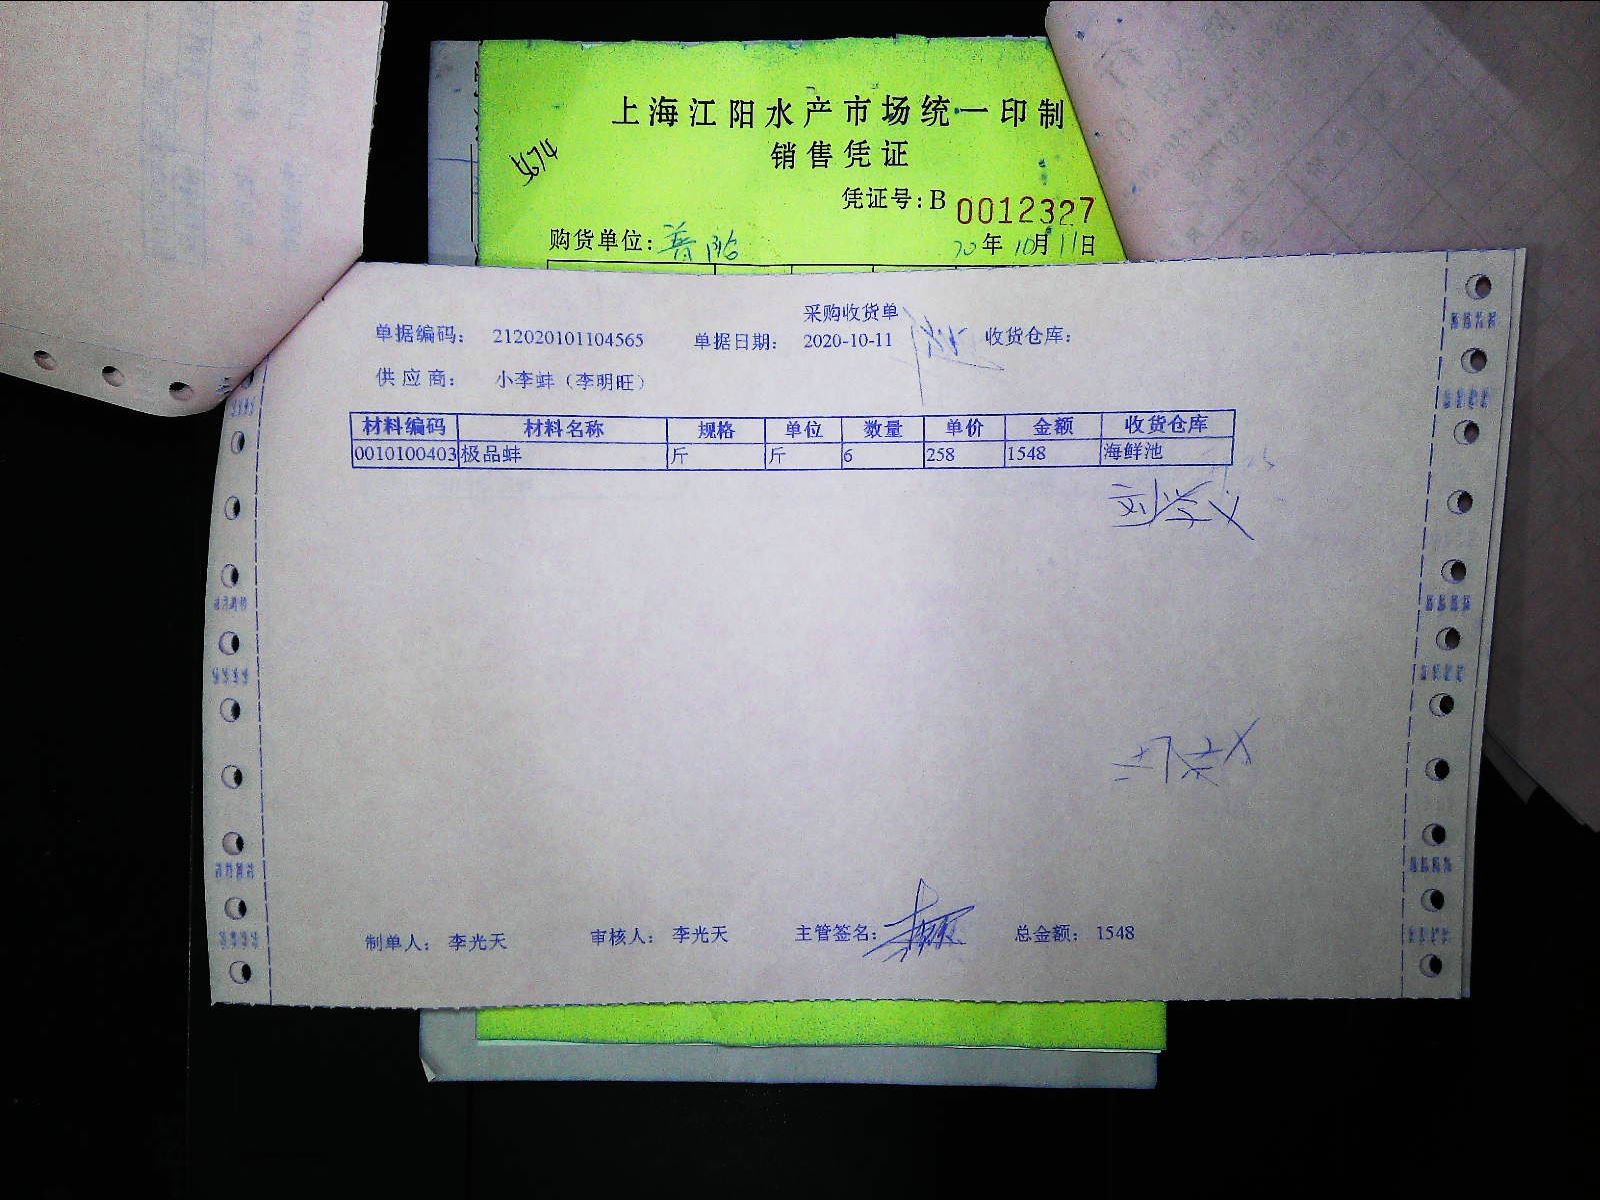 上海江阳水产市场统一印制
销售凭证
凭证号:B 0012327
购货单位:
20年10月11日
采购收货单
单据编码: 212020101104565 单据日期: 2020-10-11 收货仓库:
供应商: 小李蚌（李明旺）
材料编码 材料名称 规格 单位 数量 单价 金额 收货仓库
0010100403 极品蚌 斤 斤 6 258 1548 海鲜池
制单人: 李光天 审核人: 李光天 主管签名: 总金额: 1548